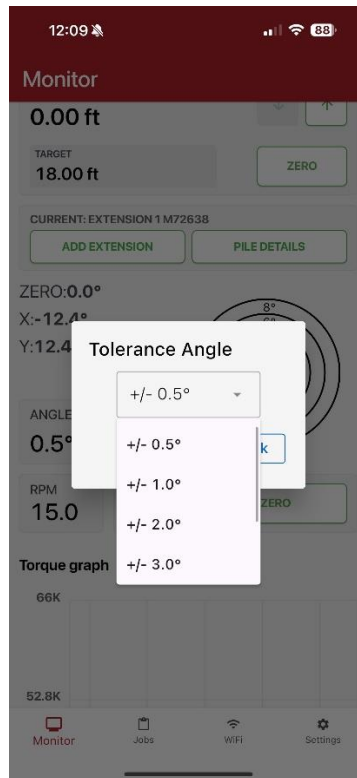 12:09
88
Monitor
0.00 ft
TARGET
18.00 ft
ZERO
CURRENT: EXTENSION 1 M72638
ADD EXTENSION
PILE DETAILS
ZERO:0.0°
X:-12.4°
Y:12.4
8°
Tolerance Angle
+/- 0.5°
ANGLE
0.5°
k
+/- 0.5°
+/- 1.0°
+/- 2.0°
+/- 3.0°
RPM
15.0
ZERO
Torque graph
66K
52.8K
Monitor
Jobs
WiFi
Settings